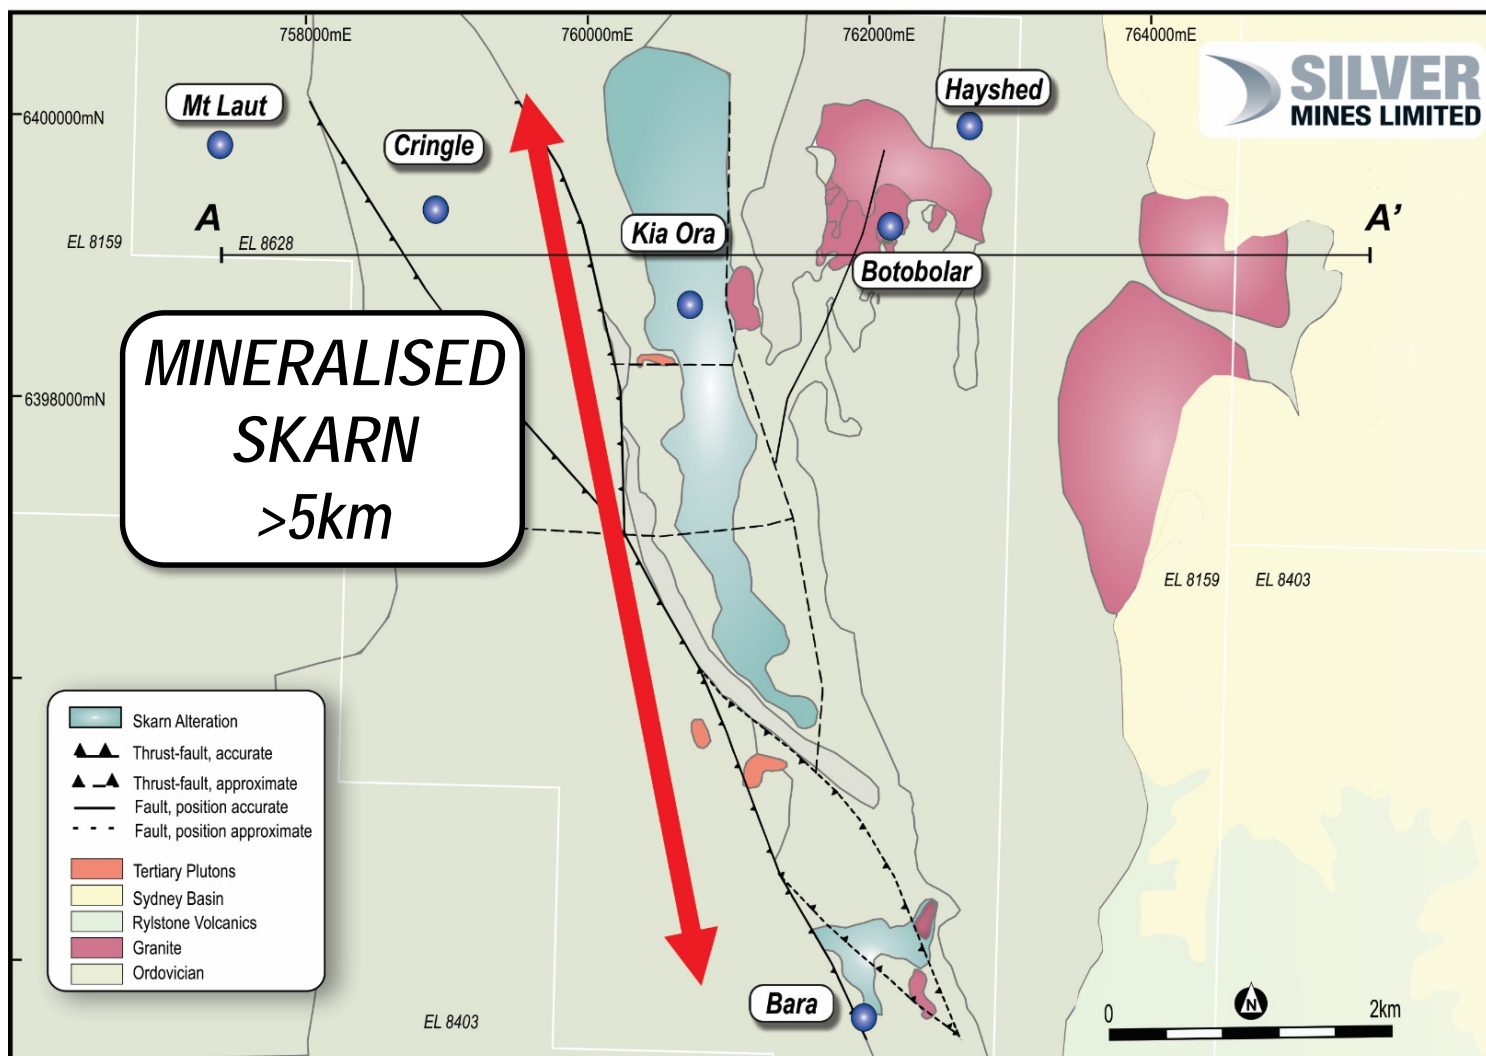 758000mE
760000mE
762000mE
764000mE
SILVER
MINES LIMITED
6400000mN
Mt Laut
Cringle
Hayshed
A
A’
Kia Ora
EL 8159
EL 8628
Botobolar
MINERALISED
SKARN
>5km
6398000mN
EL 8159
EL 8403
Skarn Alteration
Thrust-fault, accurate
Thrust-fault, approximate
Fault, position accurate
Fault, position approximate
Tertiary Plutons
Sydney Basin
Rylstone Volcanics
Granite
Ordovician
EL 8403
Bara
N
0
2km